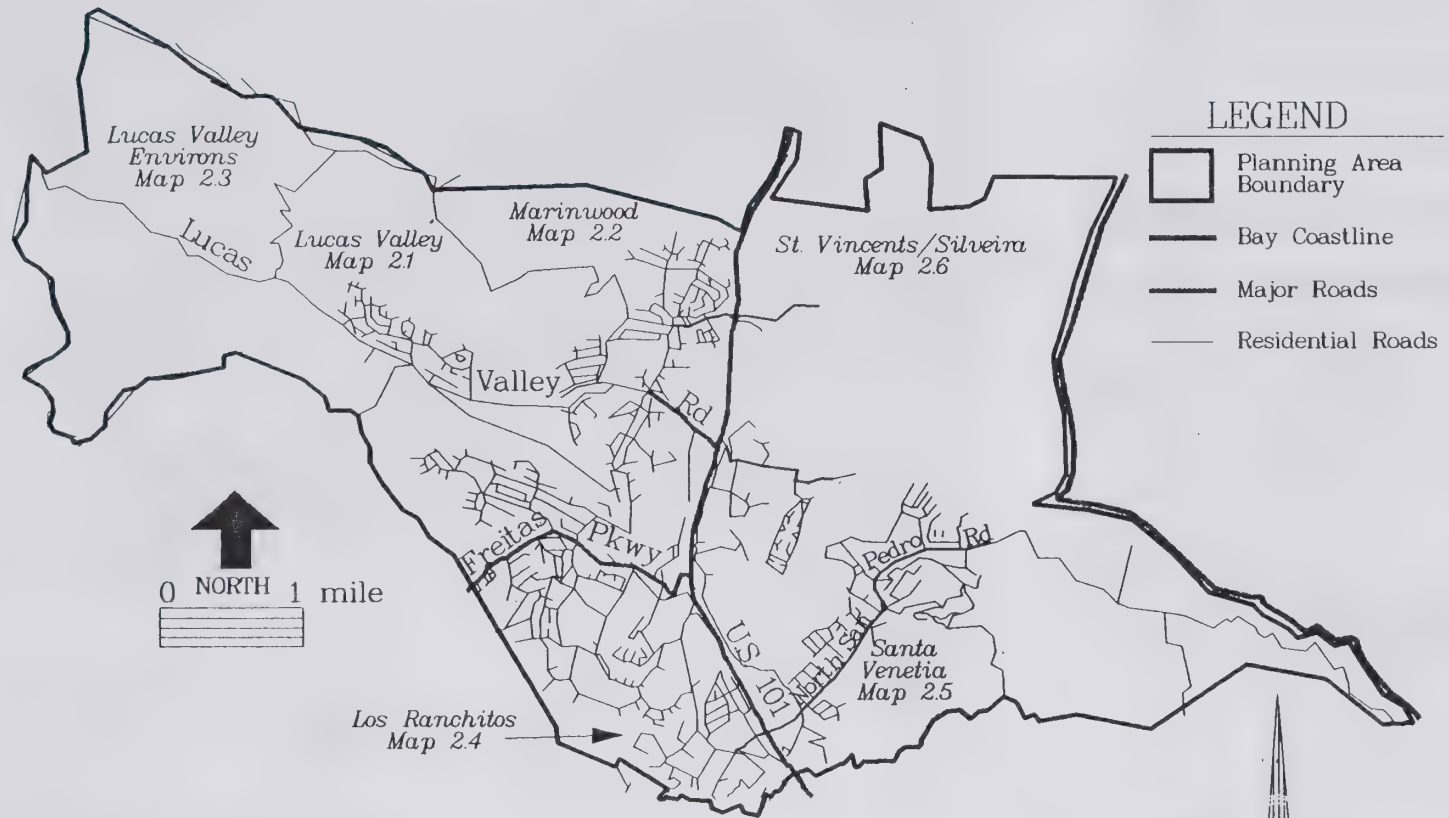 Lucas Valley
Environs
Map 2.3
Lucas
Lucas Valley
Map 2.1
Marinwood
Map 2.2
St. Vincents/Silveira
Map 2.6
LEGEND
Planning Area
Boundary
Bay Coastline
Major Roads
Residential Roads
Valley
Rd
Freitas
Pkwy
Pedro
Rd
North San
US 101
Santa
Venetia
Map 2.5
Los Ranchitos
Map 2.4
NORTH
0 1 mile